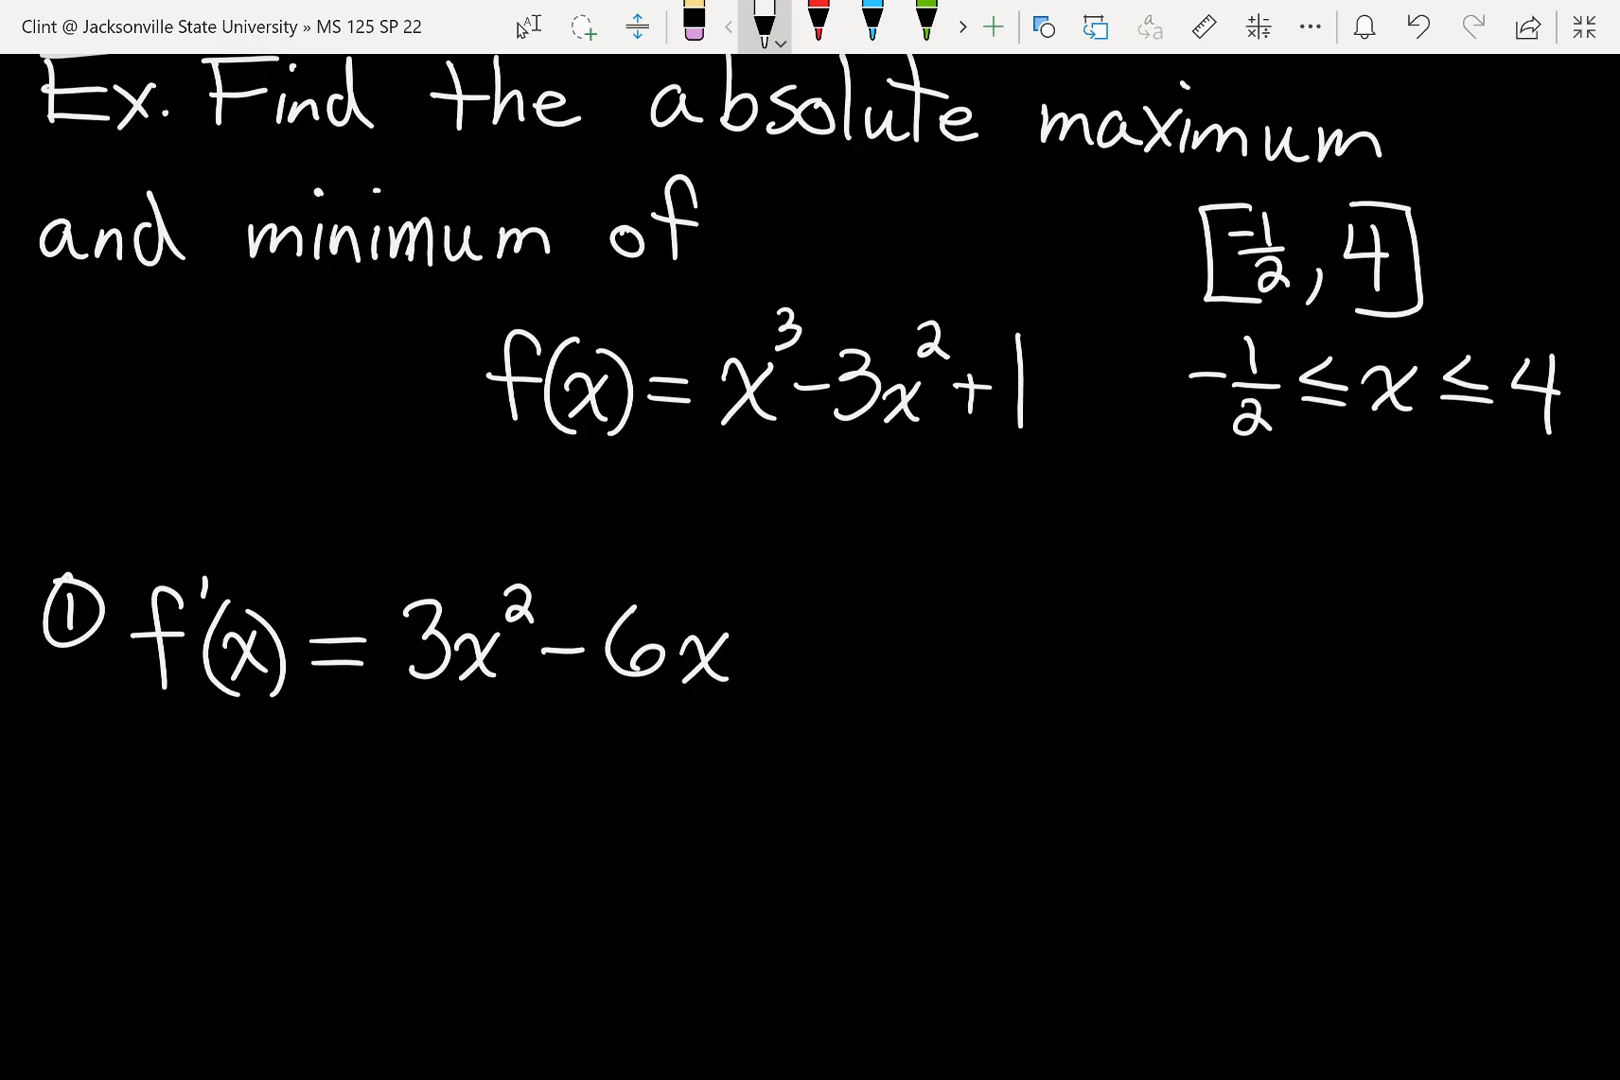 Clint @ Jacksonville State University » MS 125 SP 22
Ex. Find the absolute maximum
and minimum of
[-1/2, 4]
f(x) = x³ - 3x² + 1    -1/2 ≤ x ≤ 4
① f'(x) = 3x² - 6x